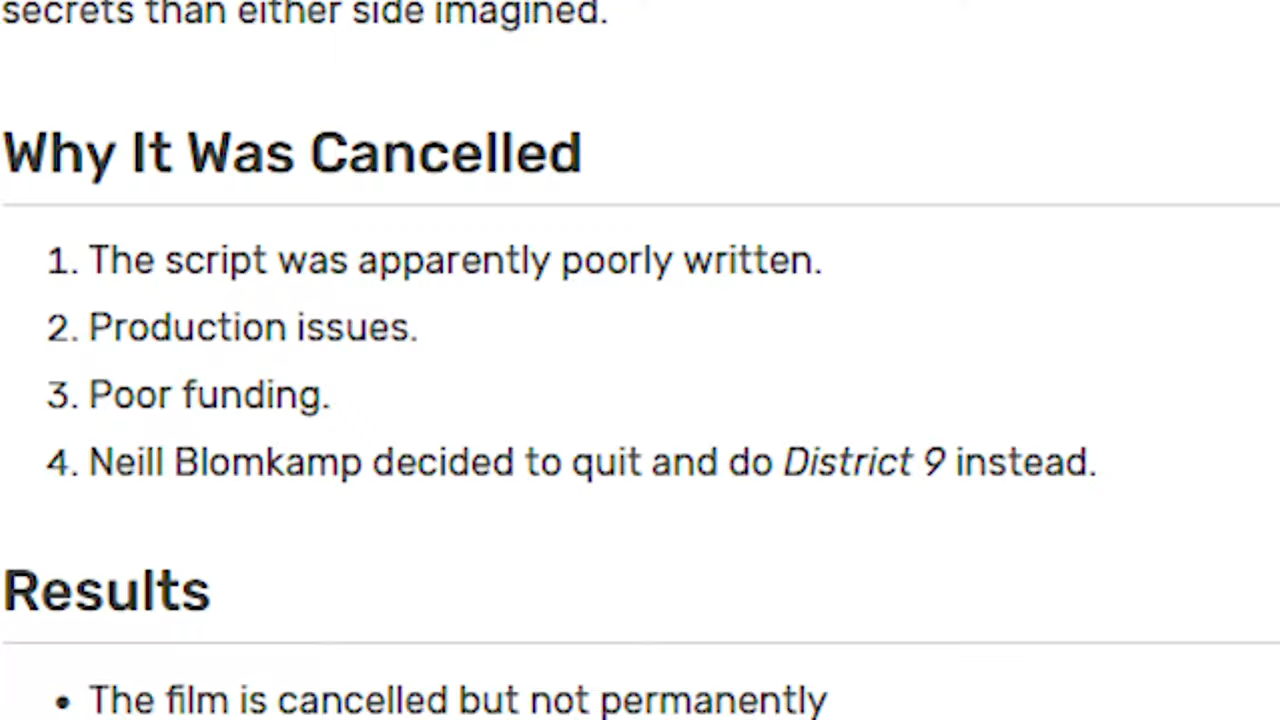 secrets than either side imagined.
Why It Was Cancelled
1. The script was apparently poorly written.
2. Production issues.
3. Poor funding.
4. Neill Blomkamp decided to quit and do District 9 instead.
Results
• The film is cancelled but not permanently